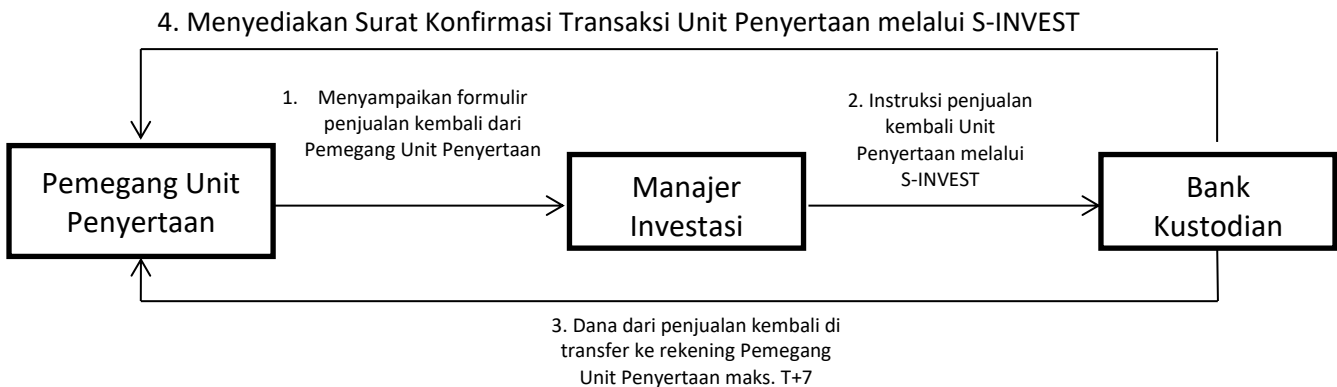 4. Menyediakan Surat Konfirmasi Transaksi Unit Penyertaan melalui S-INVEST
1. Menyampaikan formulir
penjualan kembali dari
Pemegang Unit Penyertaan
2. Instruksi penjualan
kembali Unit
Penyertaan melalui
S-INVEST
Pemegang Unit
Penyertaan
Manajer
Investasi
Bank
Kustodian
3. Dana dari penjualan kembali di
transfer ke rekening Pemegang
Unit Penyertaan maks. T+7